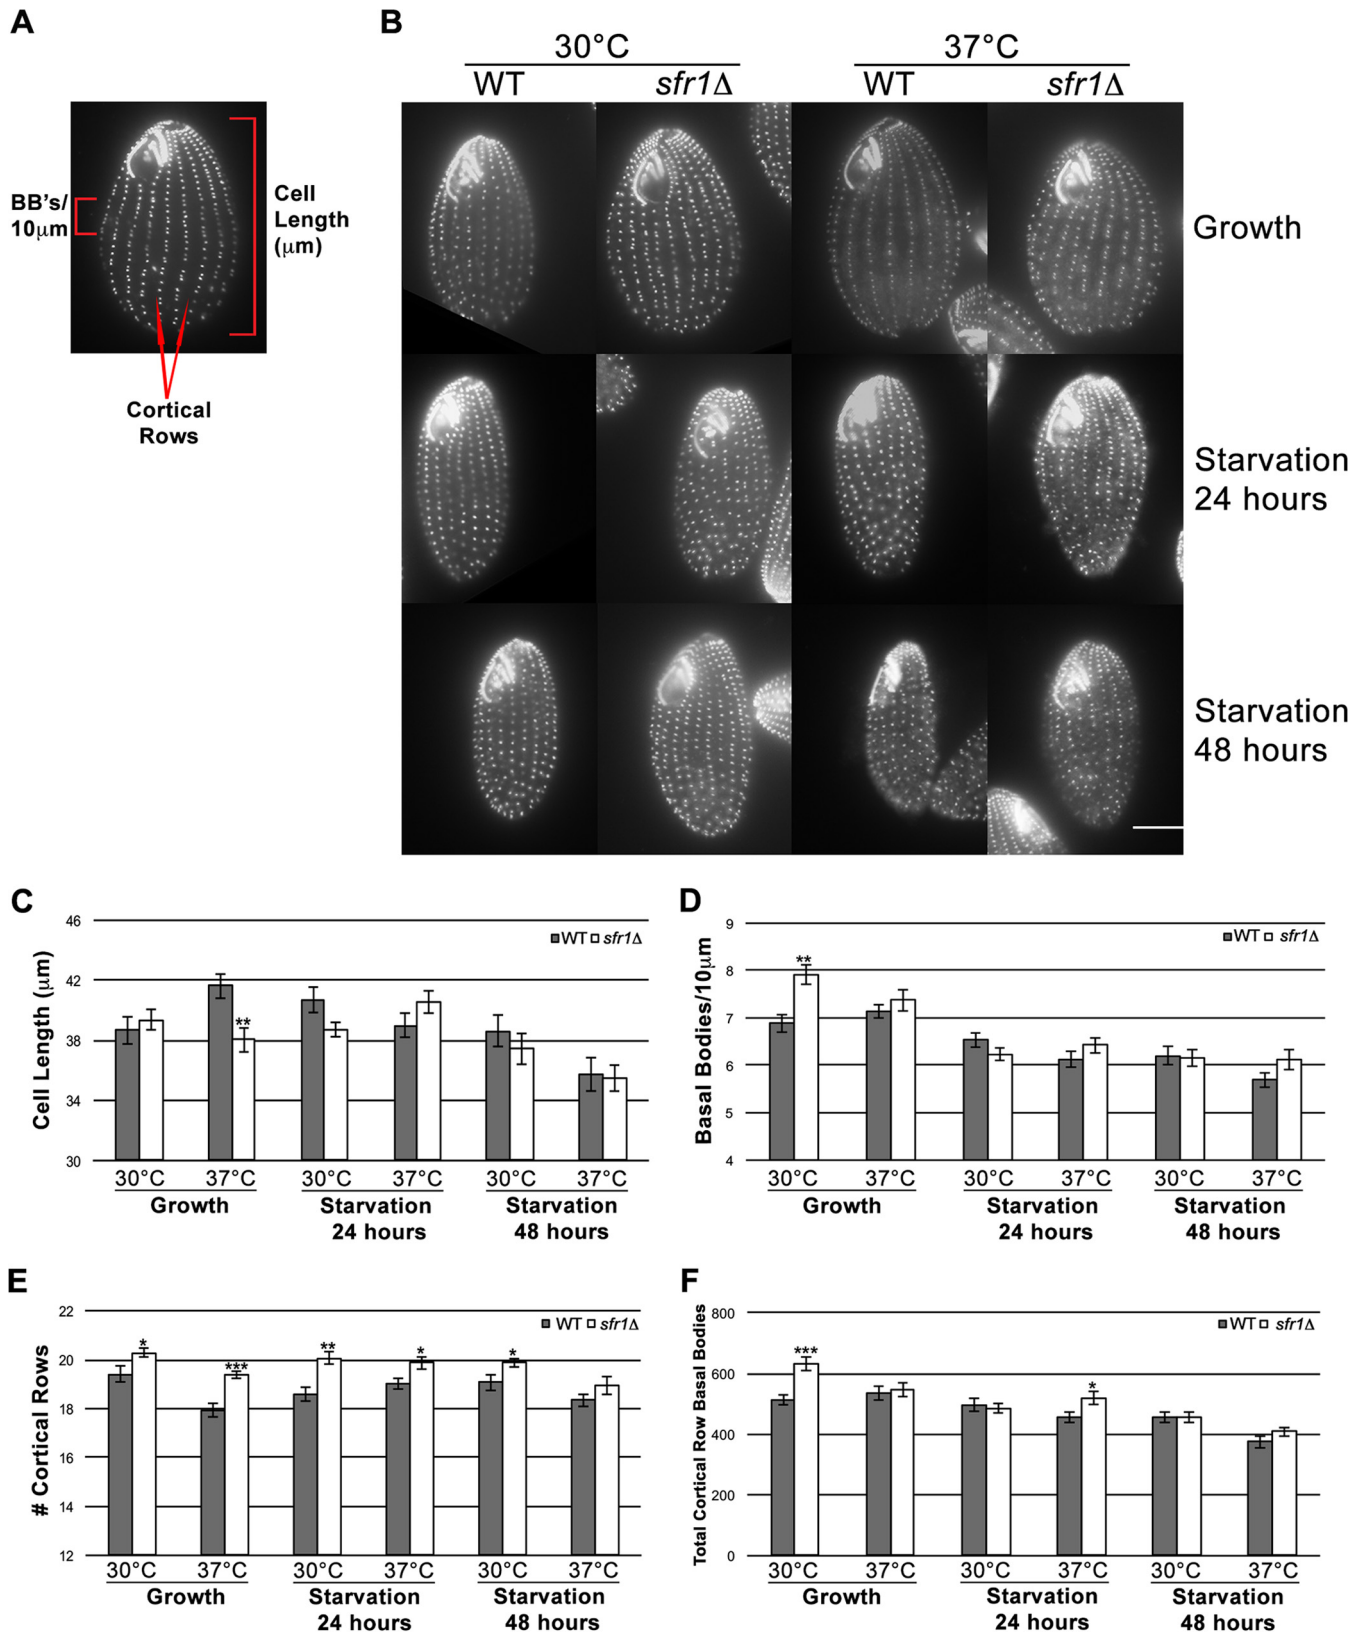 A
BB's/
10μm
Cell
Length
(μm)
Cortical
Rows
B
30°C 37°C
WT sfr1Δ WT sfr1Δ
Growth
Starvation
24 hours
Starvation
48 hours
C
46
42
38
34
30
Cell Length (μm)
WT sfr1Δ
**
30°C 37°C 30°C 37°C 30°C 37°C
Growth Starvation Starvation
24 hours 48 hours
D
9
8
7
6
5
4
Basal Bodies/10μm
WT sfr1Δ
**
30°C 37°C 30°C 37°C 30°C 37°C
Growth Starvation Starvation
24 hours 48 hours
E
22
20
18
16
14
12
# Cortical Rows
WT sfr1Δ
* *** ** * *
30°C 37°C 30°C 37°C 30°C 37°C
Growth Starvation Starvation
24 hours 48 hours
F
800
600
400
200
0
Total Cortical Row Basal Bodies
WT sfr1Δ
*** *
30°C 37°C 30°C 37°C 30°C 37°C
Growth Starvation Starvation
24 hours 48 hours